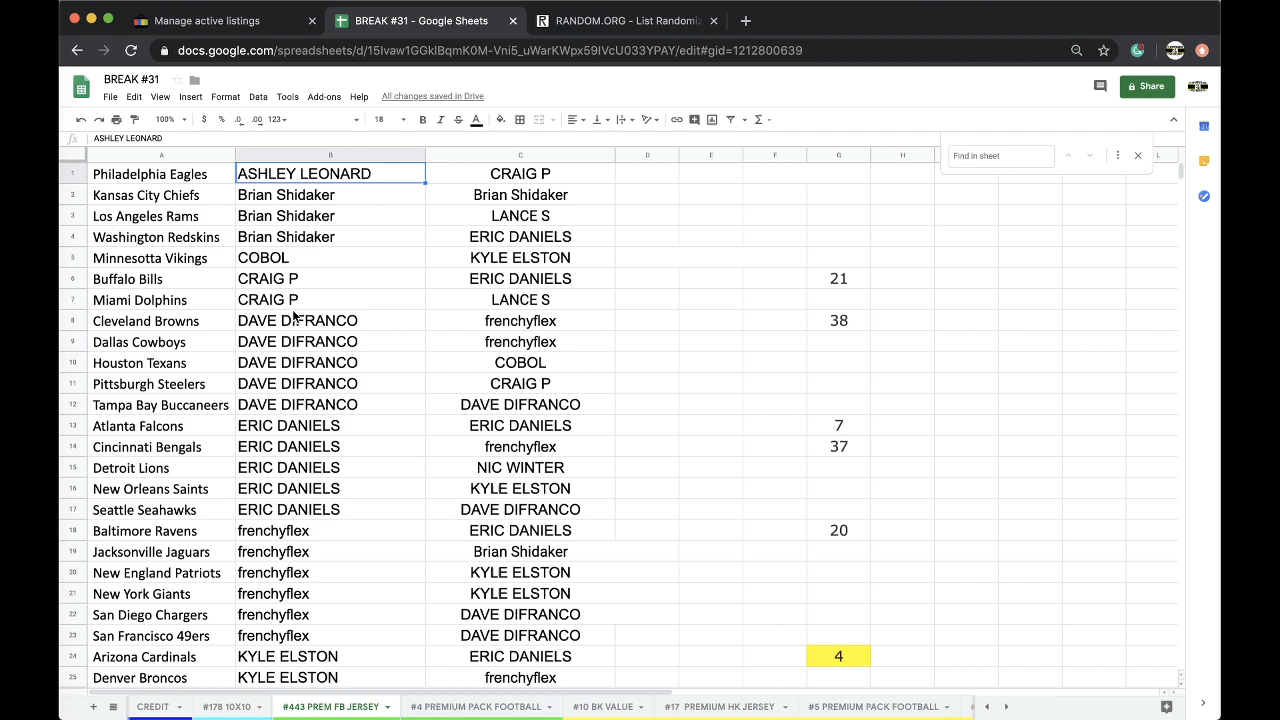 Manage active listings
BREAK #31 - Google Sheets
RANDOM.ORG - List Randomiz
docs.google.com/spreadsheets/d/15Ivaw1GGklBqmK0M-Vni5_uWarKWpx59IVcU033YPAY/edit#gid=1212800639
BREAK #31
File Edit View Insert Format Data Tools Add-ons Help All changes saved in Drive
Share
100% $ % .0 .00 123 18 B I S A
fx ASHLEY LEONARD
Find in sheet
A B C D E F G H L
1 Philadelphia Eagles ASHLEY LEONARD CRAIG P
2 Kansas City Chiefs Brian Shidaker Brian Shidaker
3 Los Angeles Rams Brian Shidaker LANCE S
4 Washington Redskins Brian Shidaker ERIC DANIELS
5 Minnesotta Vikings COBOL KYLE ELSTON
6 Buffalo Bills CRAIG P ERIC DANIELS 21
7 Miami Dolphins CRAIG P LANCE S
8 Cleveland Browns DAVE DIFRANCO frenchyflex 38
9 Dallas Cowboys DAVE DIFRANCO frenchyflex
10 Houston Texans DAVE DIFRANCO COBOL
11 Pittsburgh Steelers DAVE DIFRANCO CRAIG P
12 Tampa Bay Buccaneers DAVE DIFRANCO DAVE DIFRANCO
13 Atlanta Falcons ERIC DANIELS ERIC DANIELS 7
14 Cincinnati Bengals ERIC DANIELS frenchyflex 37
15 Detroit Lions ERIC DANIELS NIC WINTER
16 New Orleans Saints ERIC DANIELS KYLE ELSTON
17 Seattle Seahawks ERIC DANIELS DAVE DIFRANCO
18 Baltimore Ravens frenchyflex ERIC DANIELS 20
19 Jacksonville Jaguars frenchyflex Brian Shidaker
20 New England Patriots frenchyflex KYLE ELSTON
21 New York Giants frenchyflex KYLE ELSTON
22 San Diego Chargers frenchyflex DAVE DIFRANCO
23 San Francisco 49ers frenchyflex DAVE DIFRANCO
24 Arizona Cardinals KYLE ELSTON ERIC DANIELS 4
25 Denver Broncos KYLE ELSTON frenchyflex
CREDIT #178 10X10 #443 PREM FB JERSEY #4 PREMIUM PACK FOOTBALL #10 BK VALUE #17 PREMIUM HK JERSEY #5 PREMIUM PACK FOOTBALL